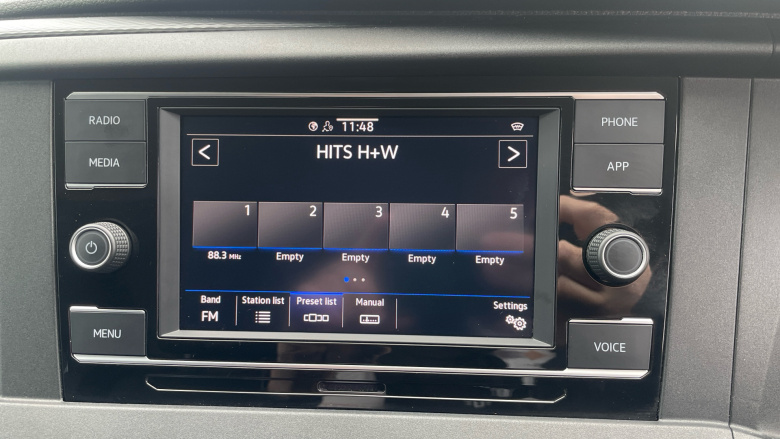 RADIO
MEDIA
MENU
11:48
HITS H+W
< >
1 2 3 4 5
88.3 MHz Empty Empty Empty Empty
Band Station list Preset list Manual Settings
FM
PHONE
APP
VOICE